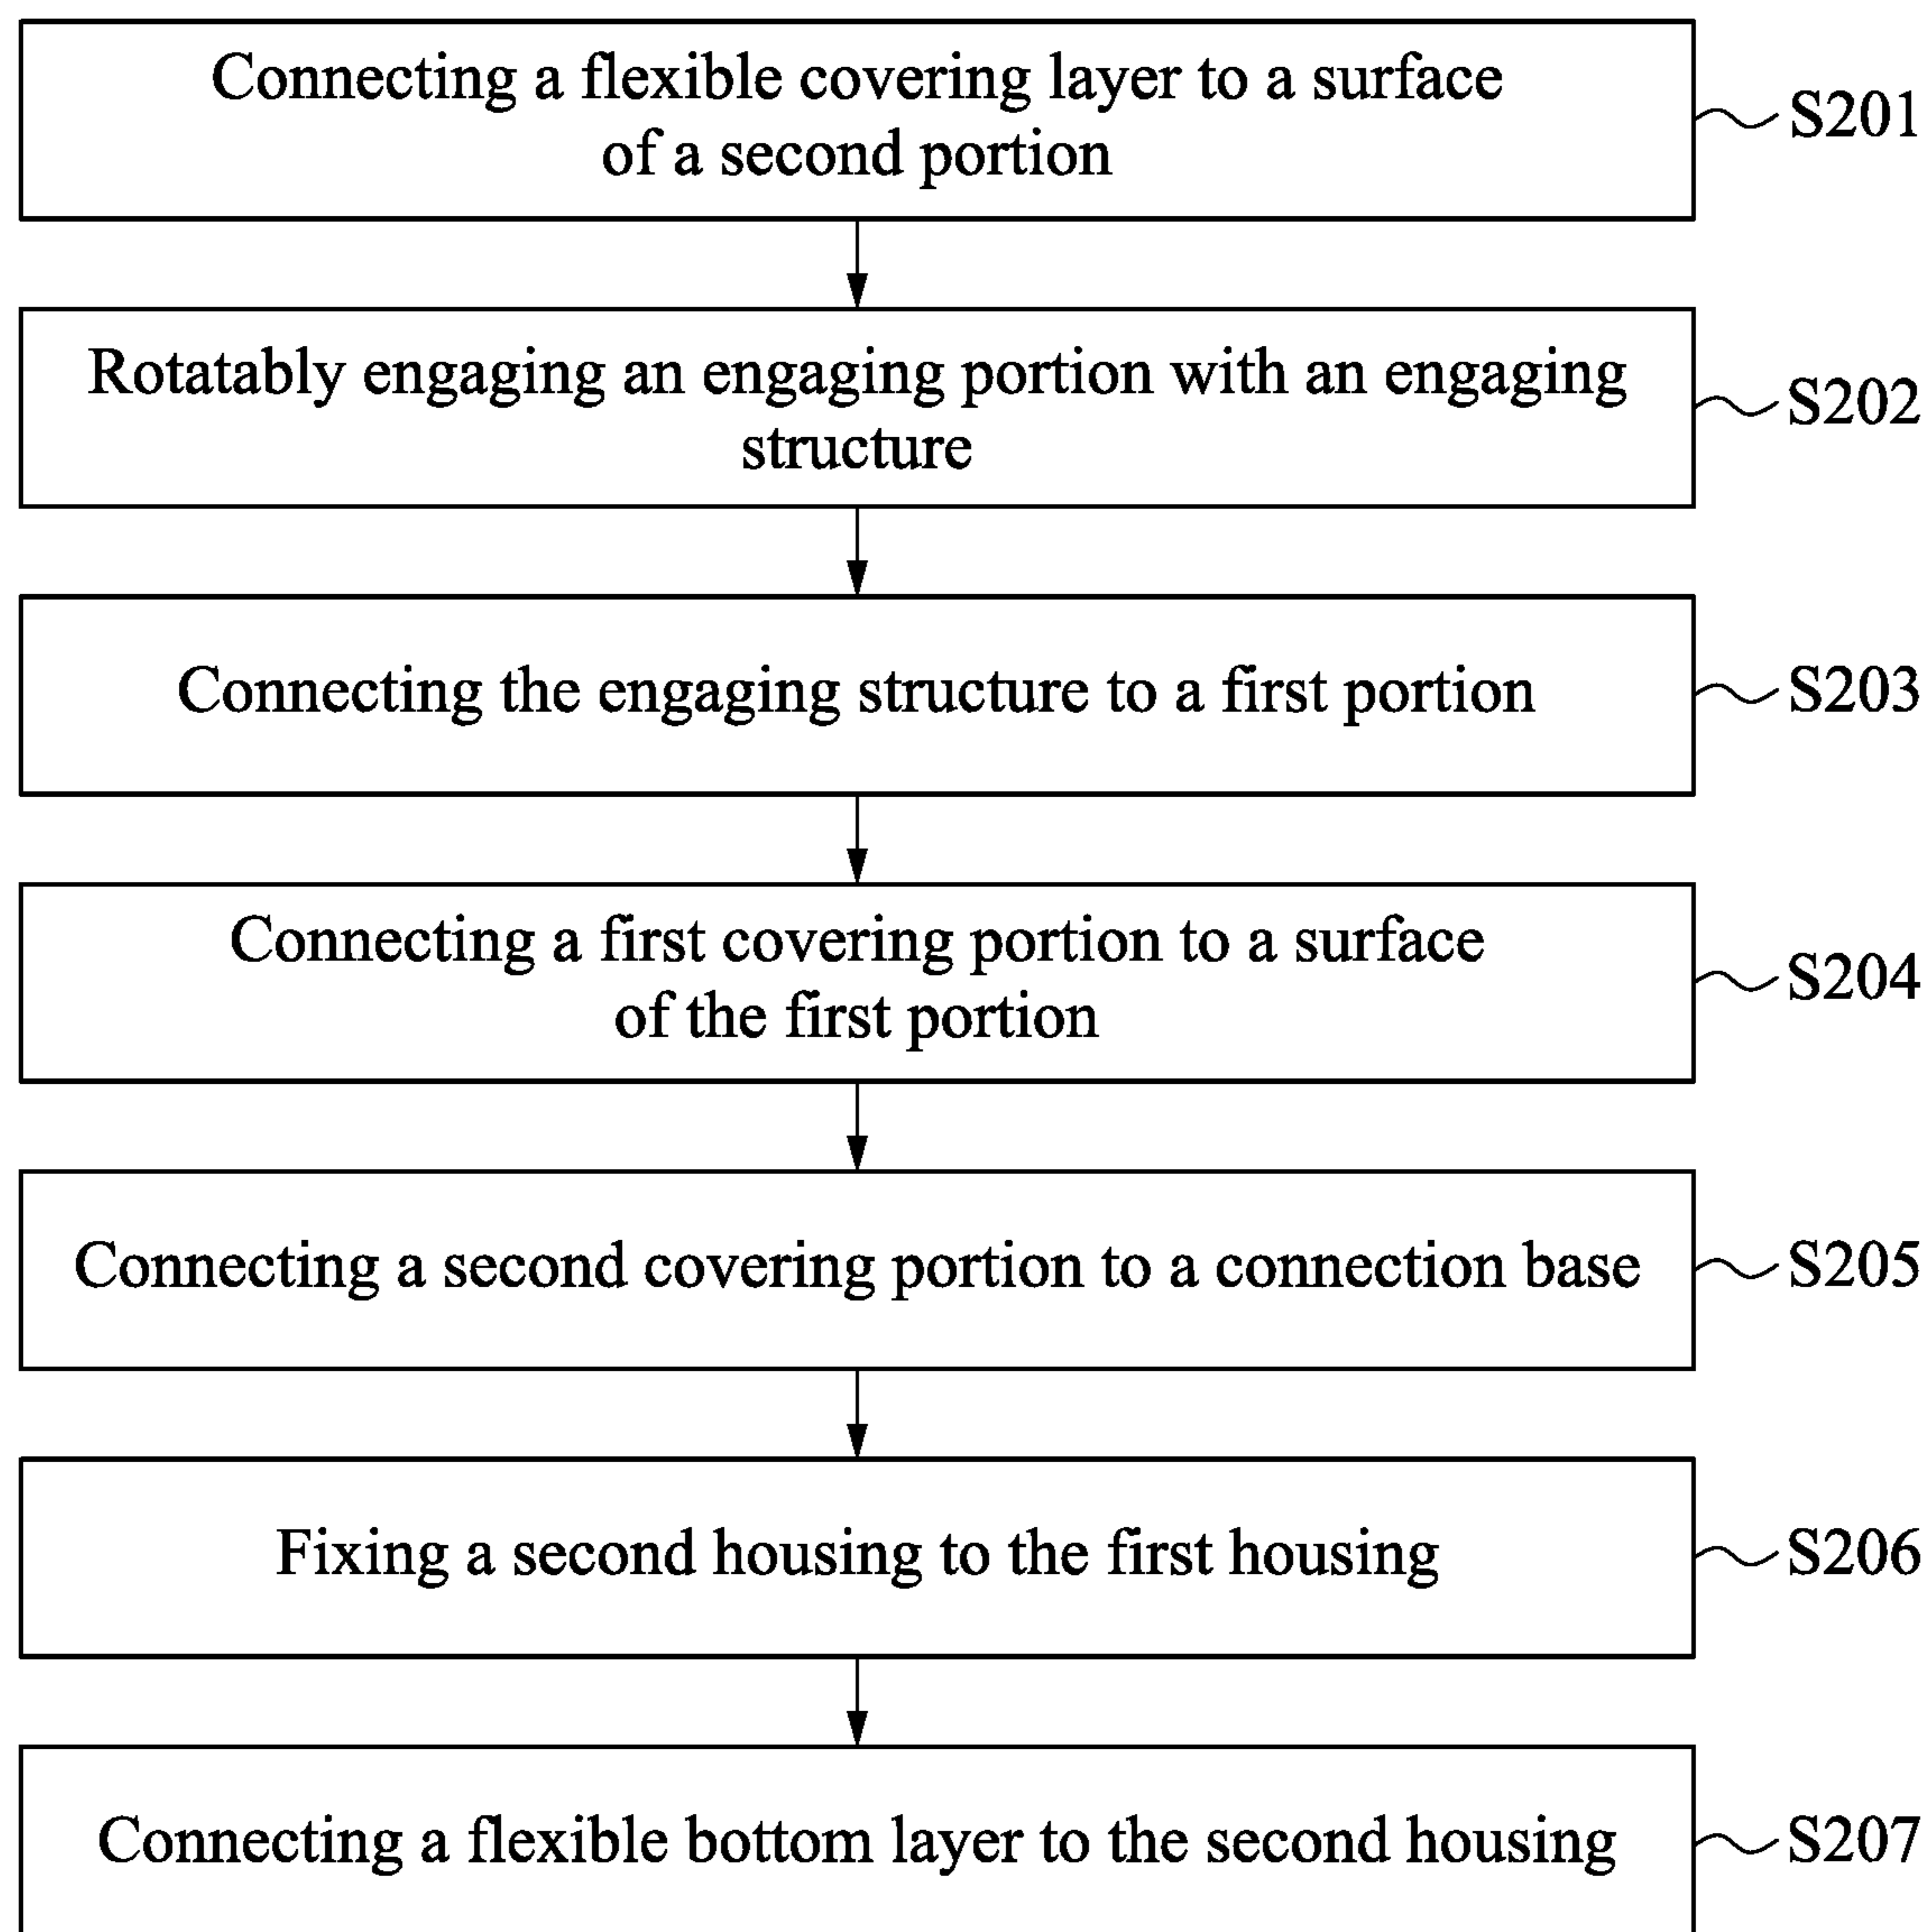 Connecting a flexible covering layer to a surface
of a second portion
S201
Rotatably engaging an engaging portion with an engaging
structure
S202
Connecting the engaging structure to a first portion
S203
Connecting a first covering portion to a surface
of the first portion
S204
Connecting a second covering portion to a connection base
S205
Fixing a second housing to the first housing
S206
Connecting a flexible bottom layer to the second housing
S207